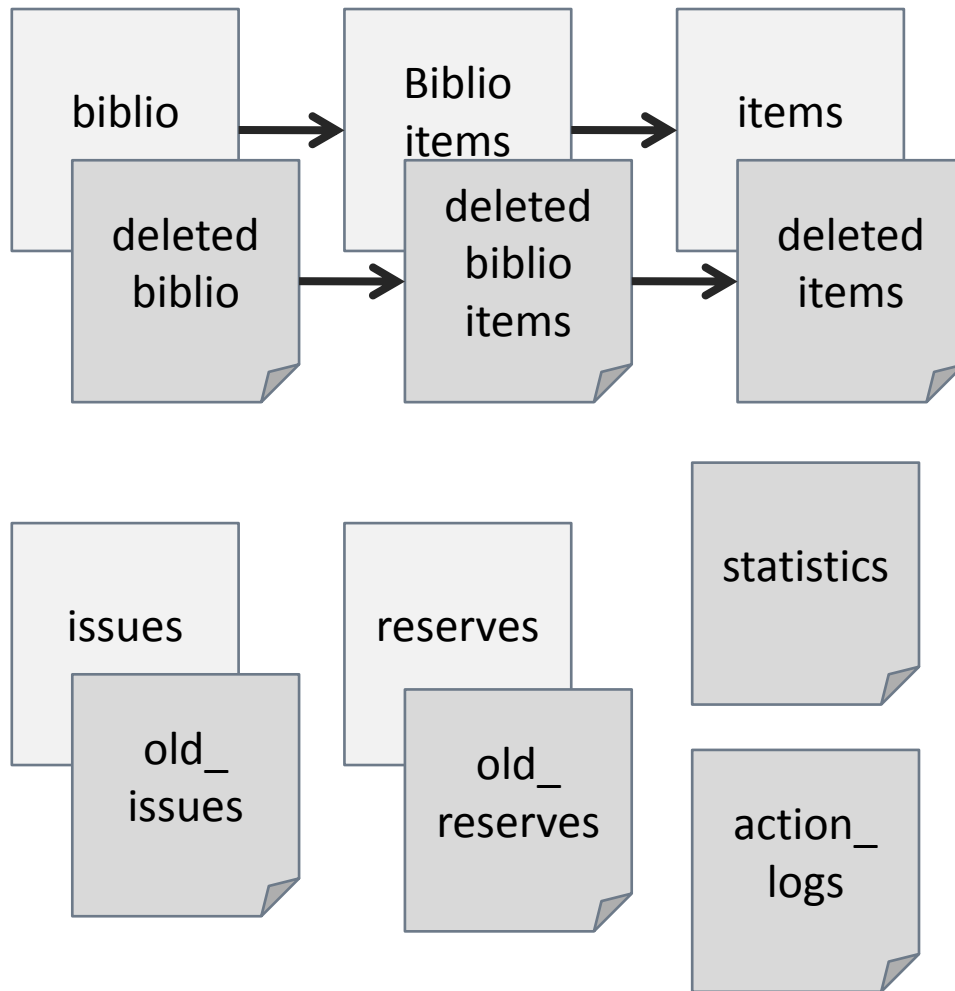 biblio
Biblio
items
items
deleted
biblio
deleted
biblio
items
deleted
items
issues
reserves
statistics
old_
issues
old_
reserves
action_
logs